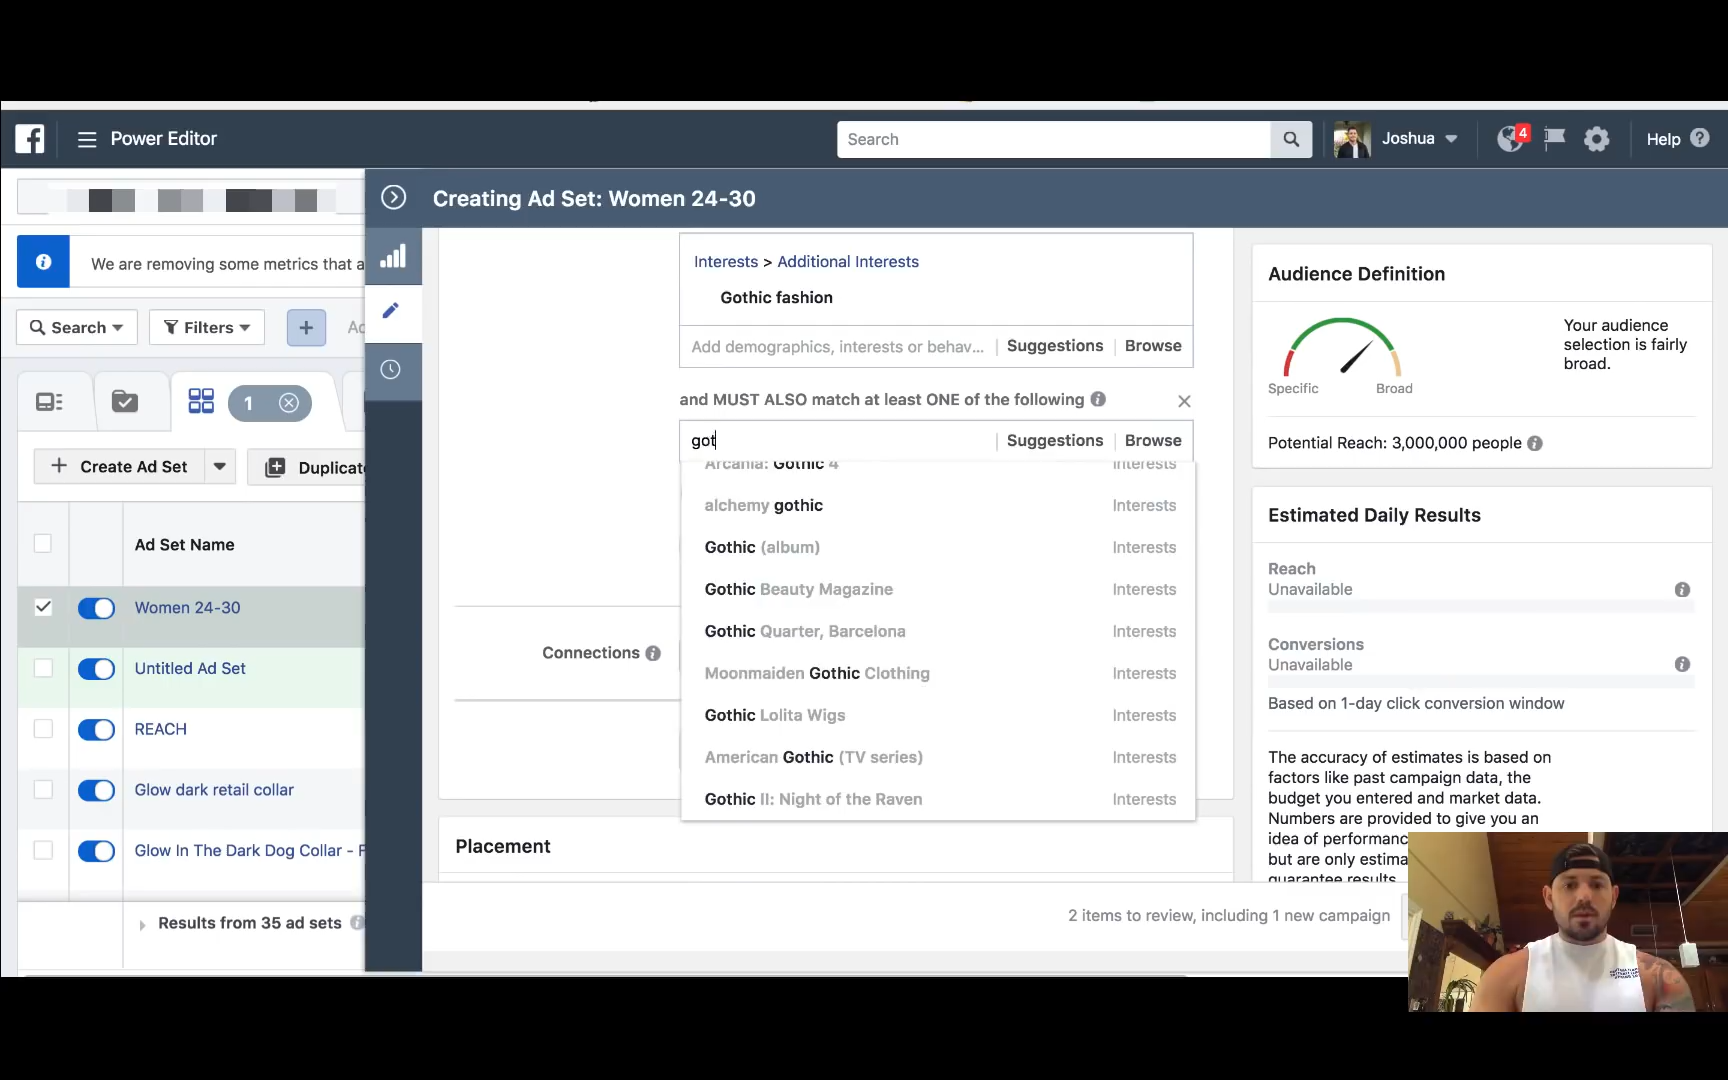 Power Editor
Search
Joshua
4
Help
We are removing some metrics that a
Search
Filters
Ad
1
Create Ad Set
Duplicate
Ad Set Name
Women 24-30
Untitled Ad Set
REACH
Glow dark retail collar
Glow In The Dark Dog Collar - F
Results from 35 ad sets
Creating Ad Set: Women 24-30
Interests > Additional Interests
Gothic fashion
Add demographics, interests or behav... Suggestions Browse
and MUST ALSO match at least ONE of the following
got Suggestions Browse
Arcania: Gothic 4 Interests
alchemy gothic Interests
Gothic (album) Interests
Gothic Beauty Magazine Interests
Gothic Quarter, Barcelona Interests
Moonmaiden Gothic Clothing Interests
Gothic Lolita Wigs Interests
American Gothic (TV series) Interests
Gothic II: Night of the Raven Interests
Connections
Placement
2 items to review, including 1 new campaign
Audience Definition
Specific
Broad
Your audience
selection is fairly
broad.
Potential Reach: 3,000,000 people
Estimated Daily Results
Reach
Unavailable
Conversions
Unavailable
Based on 1-day click conversion window
The accuracy of estimates is based on
factors like past campaign data, the
budget you entered and market data.
Numbers are provided to give you an
idea of performanc
but are only estima
guarantee results.